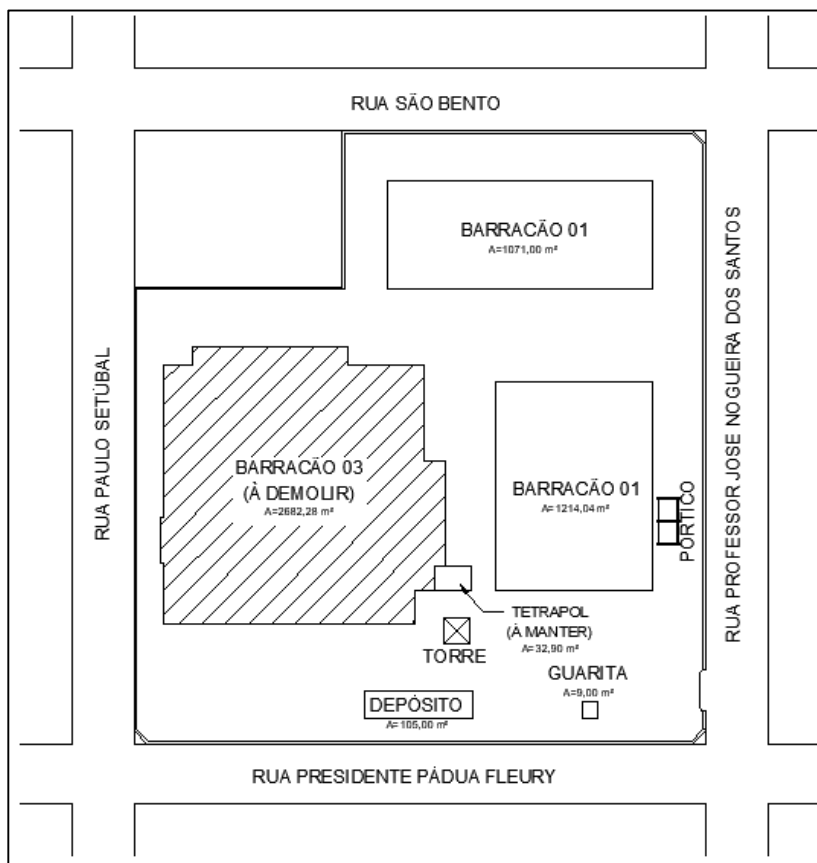 RUA SÃO BENTO
BARRACÃO 01
A=1071,00 m²
RUA PROFESSOR JOSE NOGUEIRA DOS SANTOS
RUA PAULO SETÚBAL
BARRACÃO 03
(À DEMOLIR)
A=2682,28 m²
BARRACÃO 01
A=1214,04 m²
PÓRTICO
TETRAPOL
(À MANTER)
A=32,90 m²
TORRE
GUARITA
A=9,00 m²
DEPÓSITO
A=105,00 m²
RUA PRESIDENTE PÁDUA FLEURY